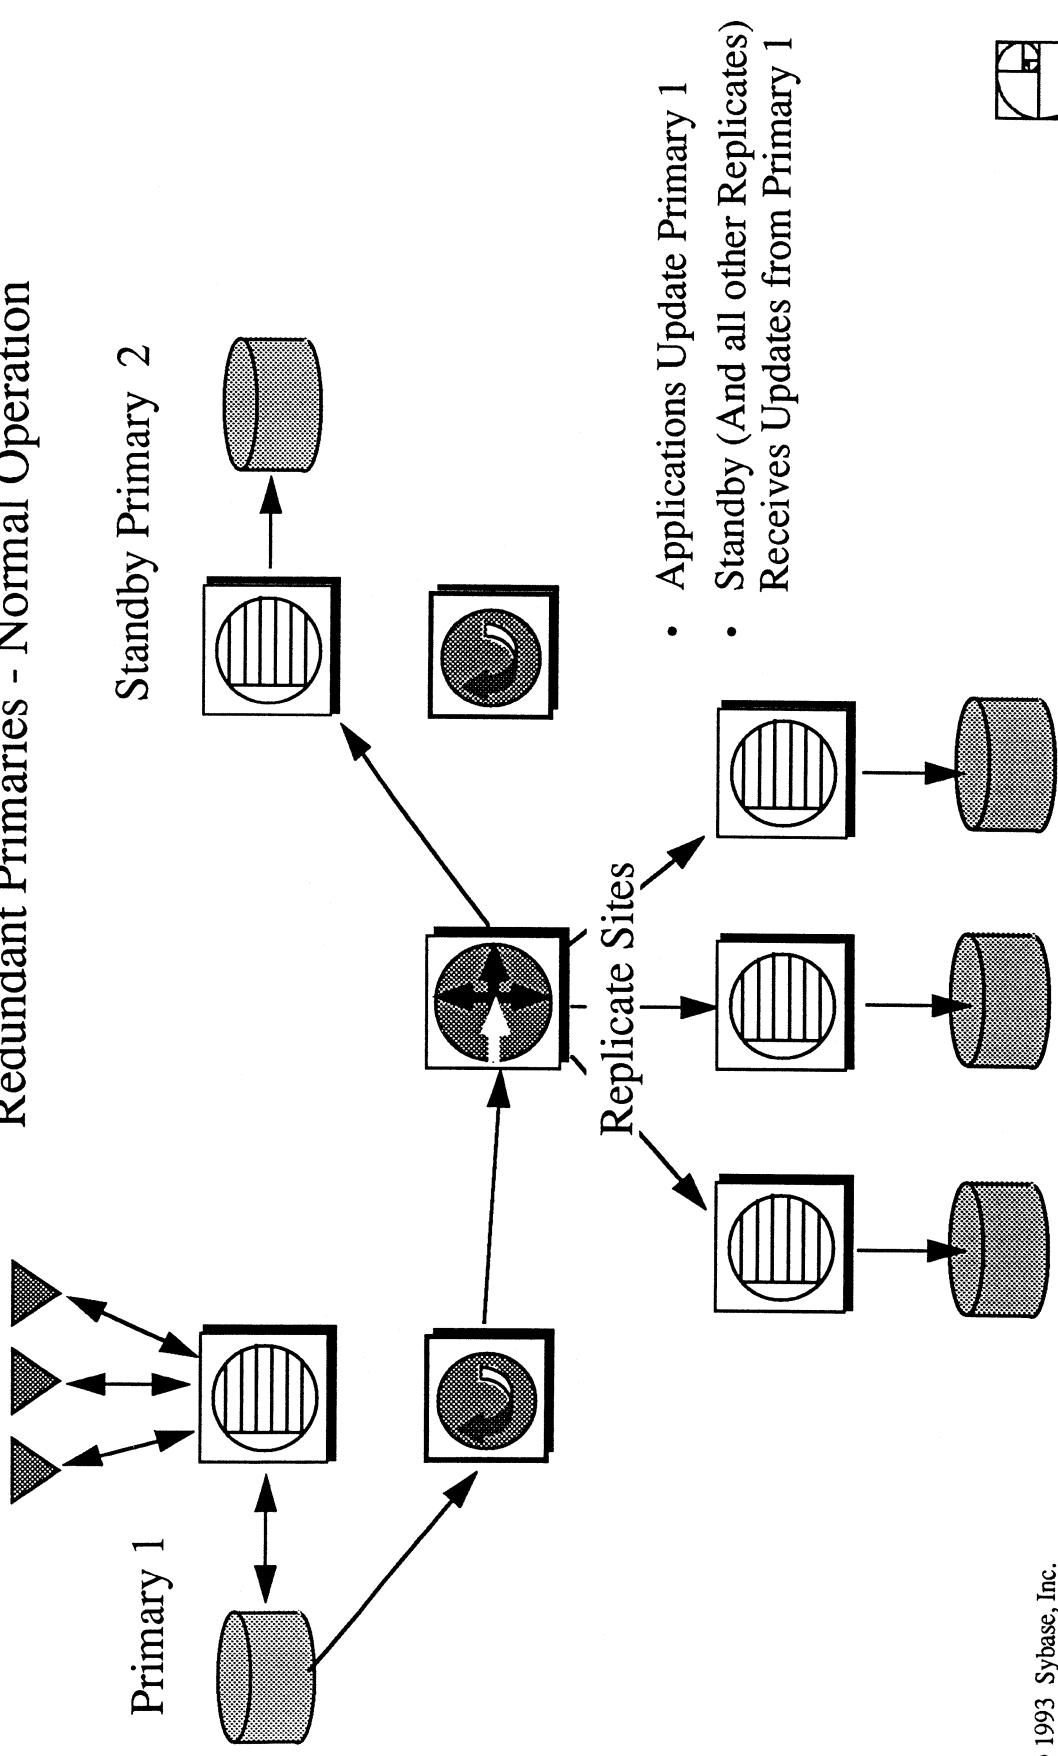 Redundant Primaries - Normal Operation
Primary 1
Standby Primary 2
Replicate Sites
• Applications Update Primary 1
• Standby (And all other Replicates)
Receives Updates from Primary 1
1993 Sybase, Inc.